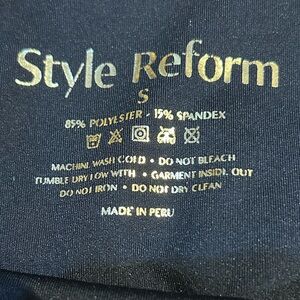 Style Reform
S
85% POLYESTER - 15% SPANDEX
MACHINE WASH COLD • DO NOT BLEACH
TUMBLE DRY LOW WITH • GARMENT INSIDE OUT
DO NOT IRON • DO NOT DRY CLEAN
MADE IN PERU